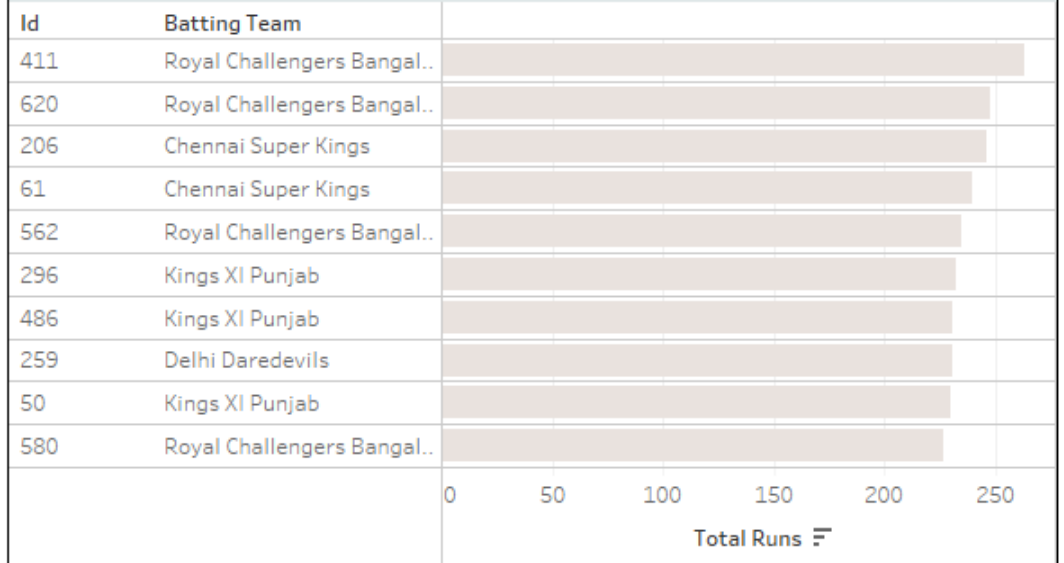 Id Batting Team
411 Royal Challengers Bangal..
620 Royal Challengers Bangal..
206 Chennai Super Kings
61 Chennai Super Kings
562 Royal Challengers Bangal..
296 Kings XI Punjab
486 Kings XI Punjab
259 Delhi Daredevils
50 Kings XI Punjab
580 Royal Challengers Bangal..
0 50 100 150 200 250
Total Runs